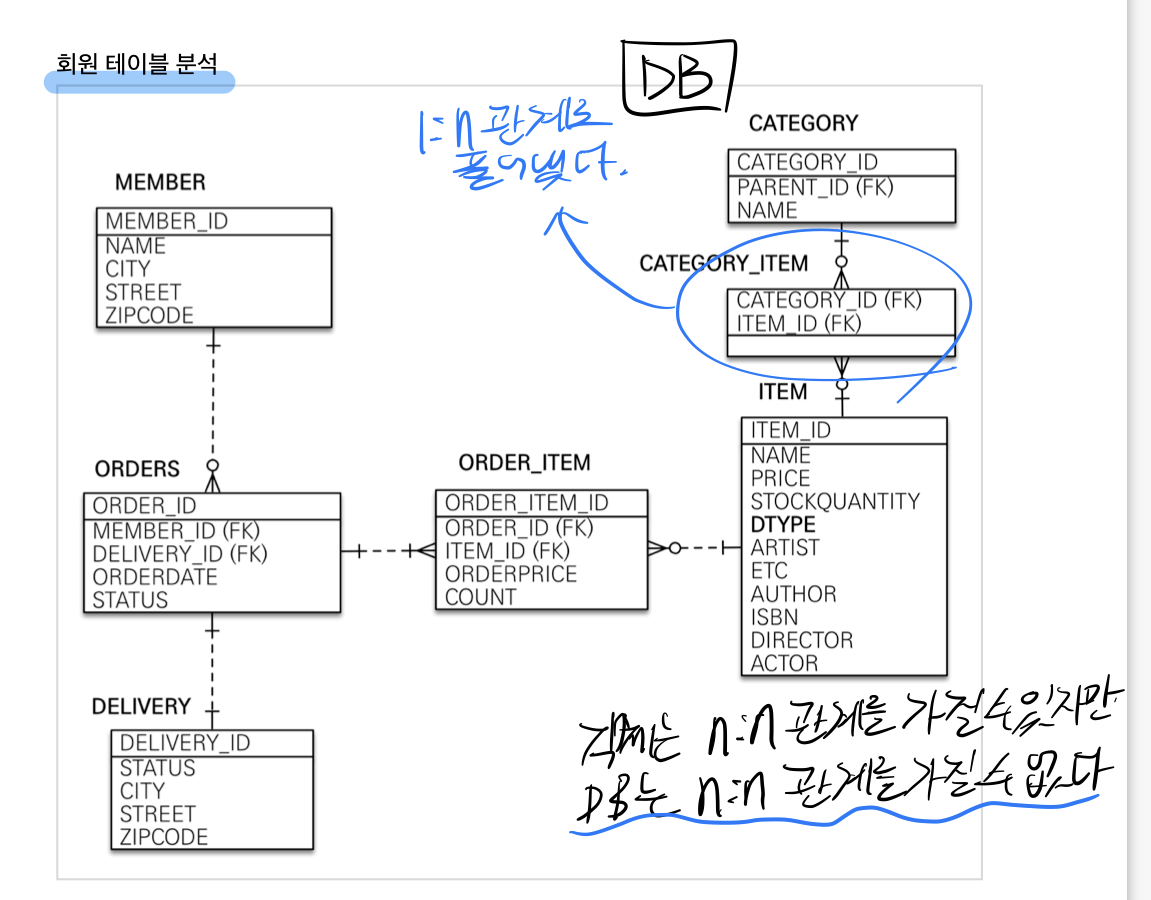 회원 테이블 분석
DB
1:n 관계로
풀어냈다.
CATEGORY
CATEGORY_ID
PARENT_ID (FK)
NAME
MEMBER
MEMBER_ID
NAME
CITY
STREET
ZIPCODE
CATEGORY_ITEM
CATEGORY_ID (FK)
ITEM_ID (FK)
ITEM
ITEM_ID
NAME
PRICE
STOCKQUANTITY
DTYPE
ARTIST
ETC
AUTHOR
ISBN
DIRECTOR
ACTOR
ORDERS
ORDER_ID
MEMBER_ID (FK)
DELIVERY_ID (FK)
ORDERDATE
STATUS
ORDER_ITEM
ORDER_ITEM_ID
ORDER_ID (FK)
ITEM_ID (FK)
ORDERPRICE
COUNT
DELIVERY
DELIVERY_ID
STATUS
CITY
STREET
ZIPCODE
객체는 n:n 관계를 가질수있지만
DB는 n:n 관계를 가질수 없다